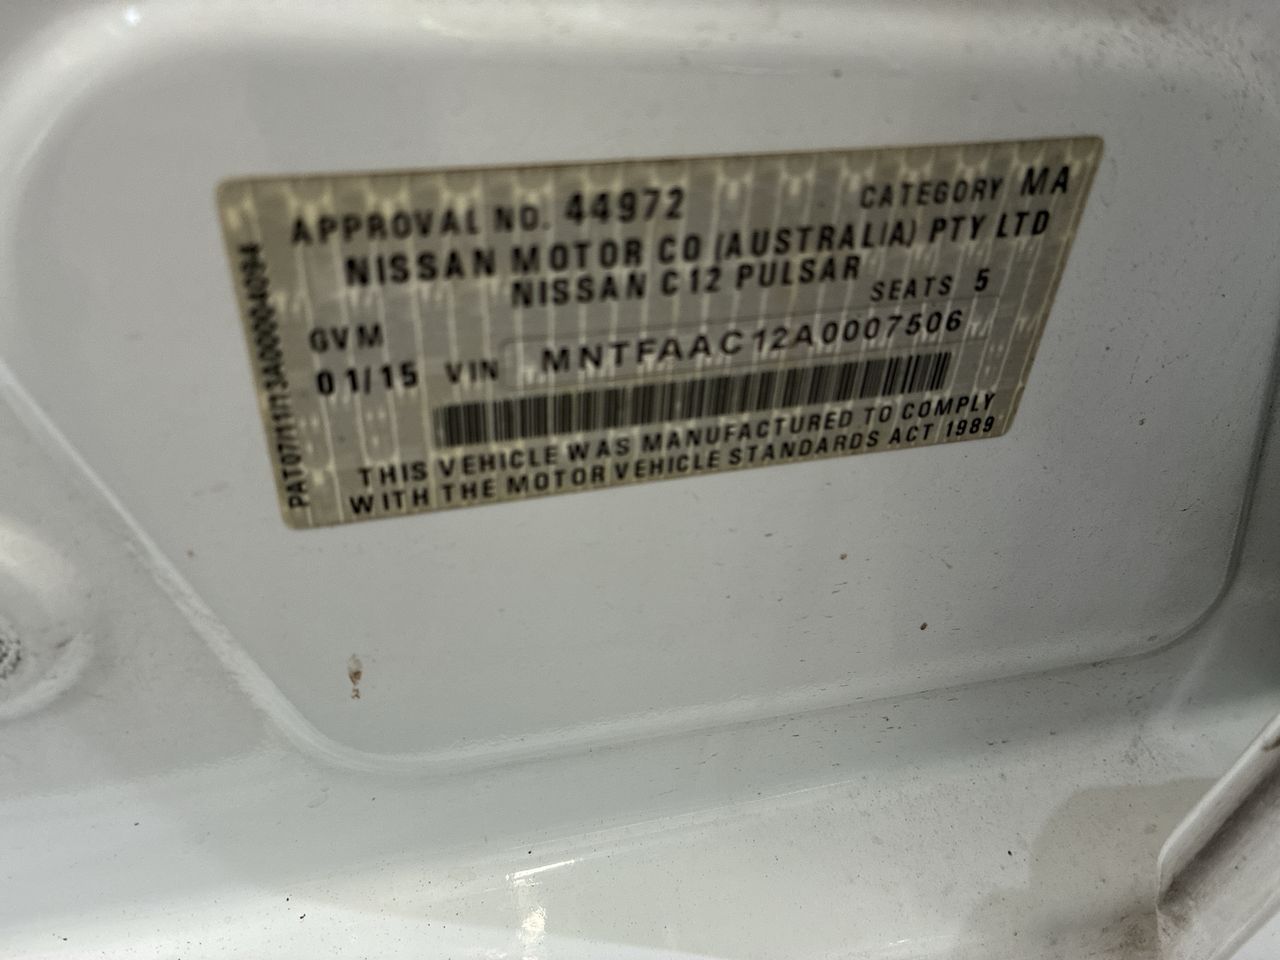 APPROVAL NO. 44972 CATEGORY MA
NISSAN MOTOR CO (AUSTRALIA) PTY LTD
NISSAN C12 PULSAR
SEATS 5
GVM
01/15 VIN MNTFAAC12A0007506
THIS VEHICLE WAS MANUFACTURED TO COMPLY
WITH THE MOTOR VEHICLE STANDARDS ACT 1989